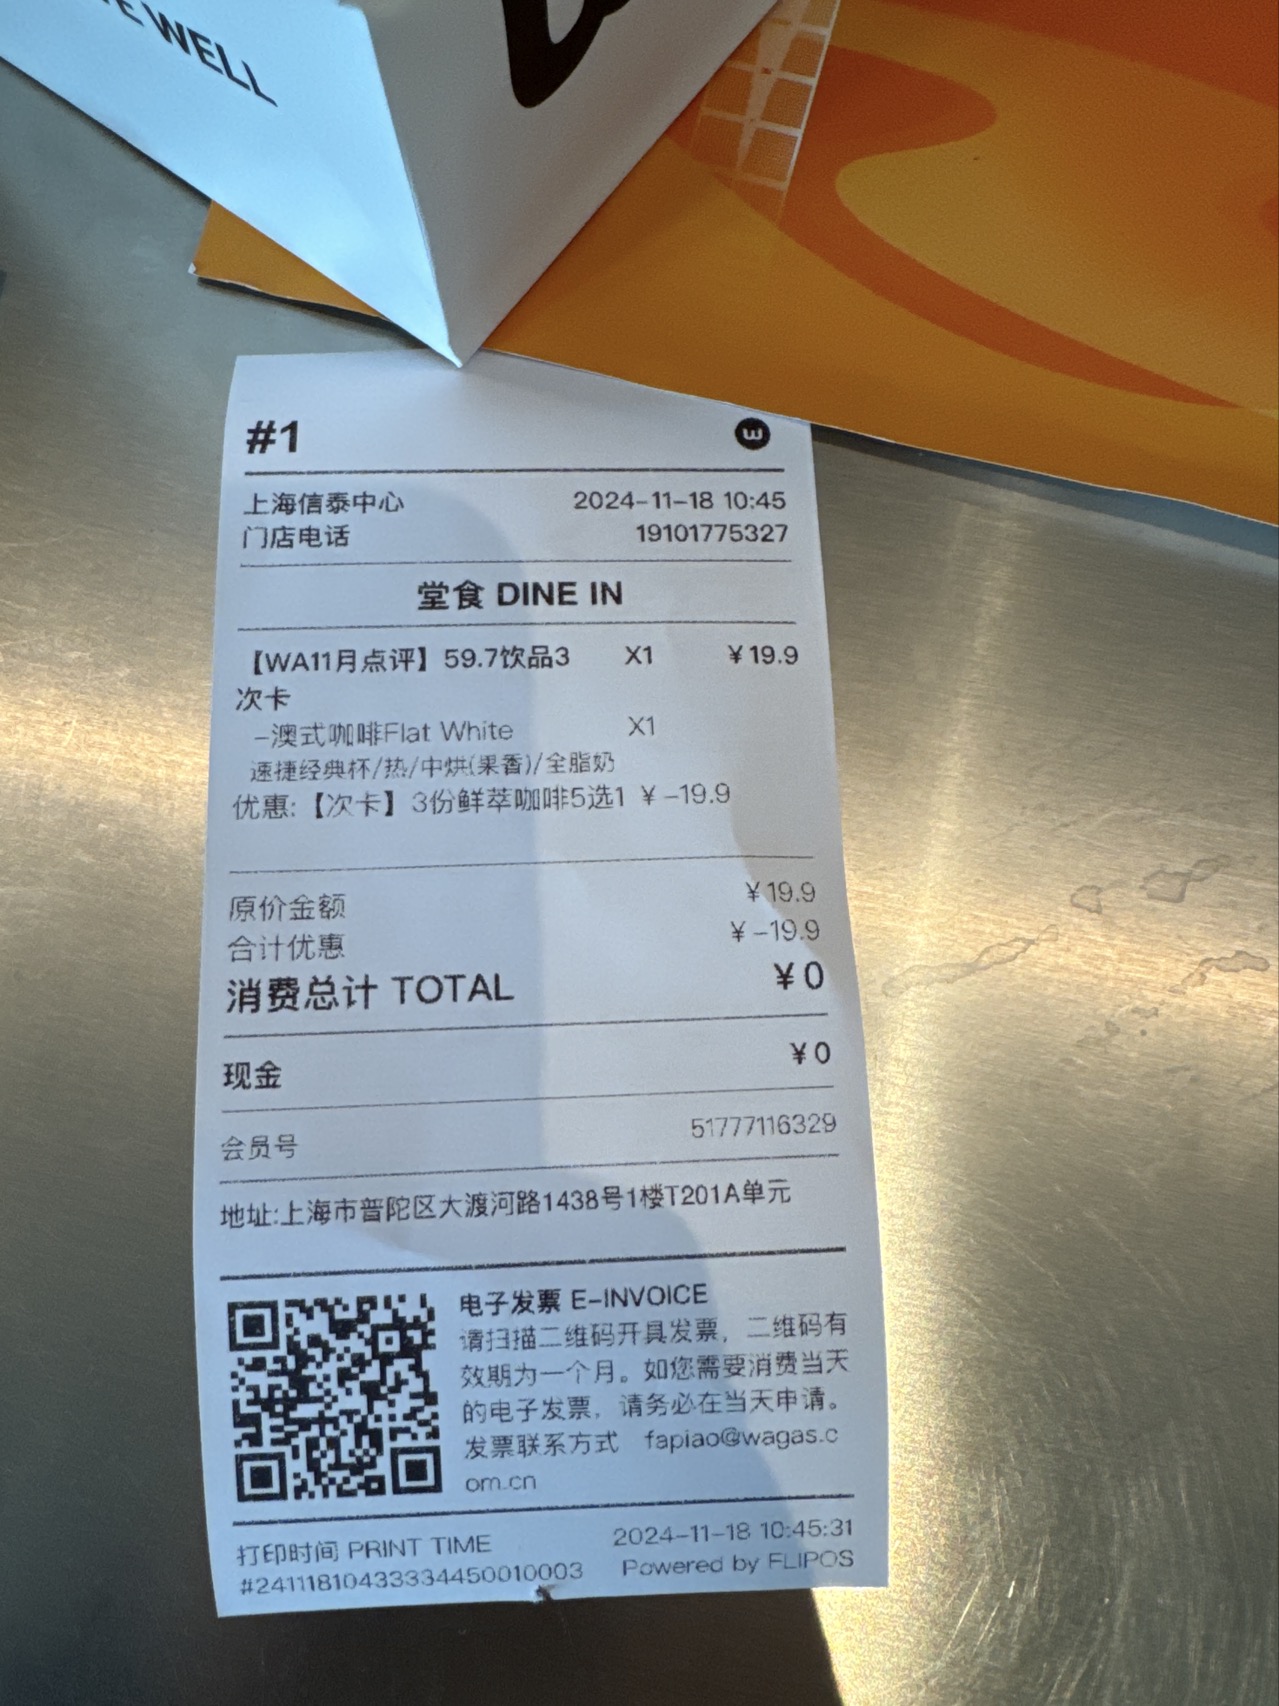 WELL
#1
上海信泰中心 2024-11-18 10:45
门店电话 19101775327
堂食 DINE IN
【WA11月点评】59.7饮品3 X1 ¥19.9
次卡
-澳式咖啡Flat White X1
速捷经典杯/热/中烘(果香)/全脂奶
优惠:【次卡】3份鲜萃咖啡5选1 ¥-19.9
原价金额 ¥19.9
合计优惠 ¥-19.9
消费总计 TOTAL ¥0
现金 ¥0
会员号 51777116329
地址:上海市普陀区大渡河路1438号1楼T201A单元
电子发票 E-INVOICE
请扫描二维码开具发票，二维码有
效期为一个月。如您需要消费当天
的电子发票，请务必在当天申请。
发票联系方式 fapiao@wagas.c
om.cn
打印时间 PRINT TIME 2024-11-18 10:45:31
#24111810433334450010003 Powered by FLIPOS